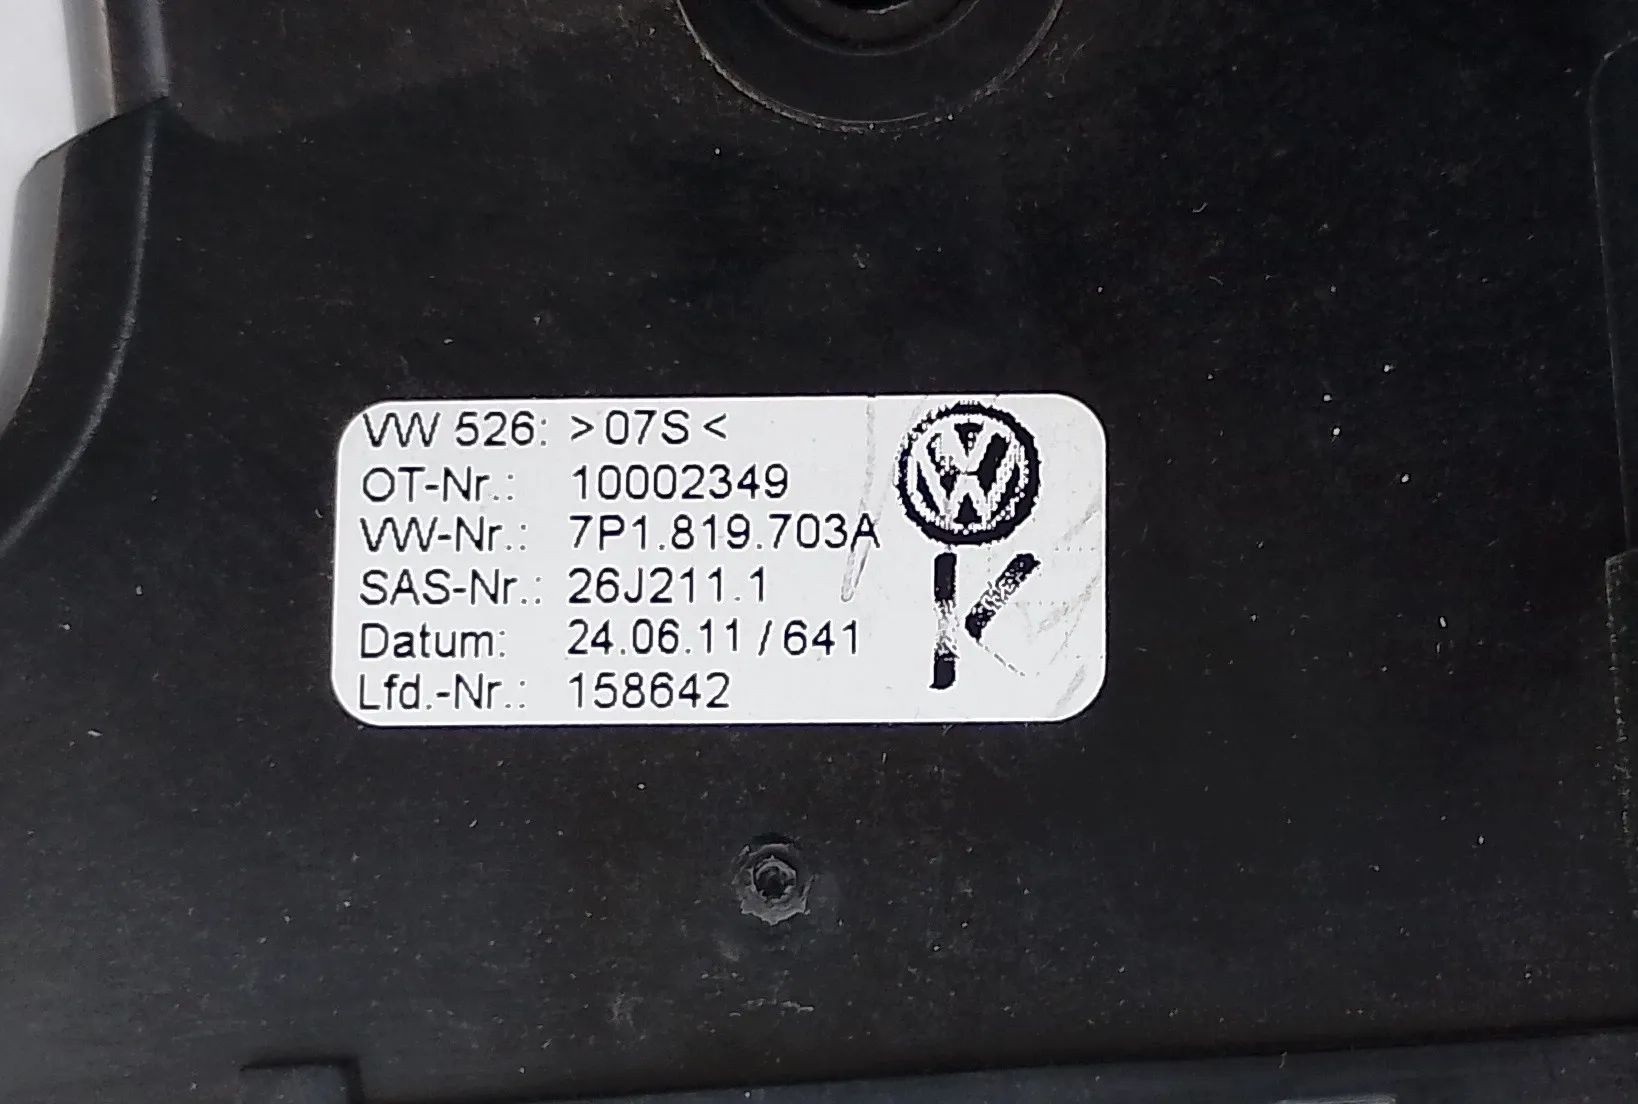 VW 526: >07S<
OT-Nr.: 10002349
VW-Nr.: 7P1.819.703A
SAS-Nr.: 26J211.1
Datum: 24.06.11 / 641
Lfd.-Nr.: 158642
K